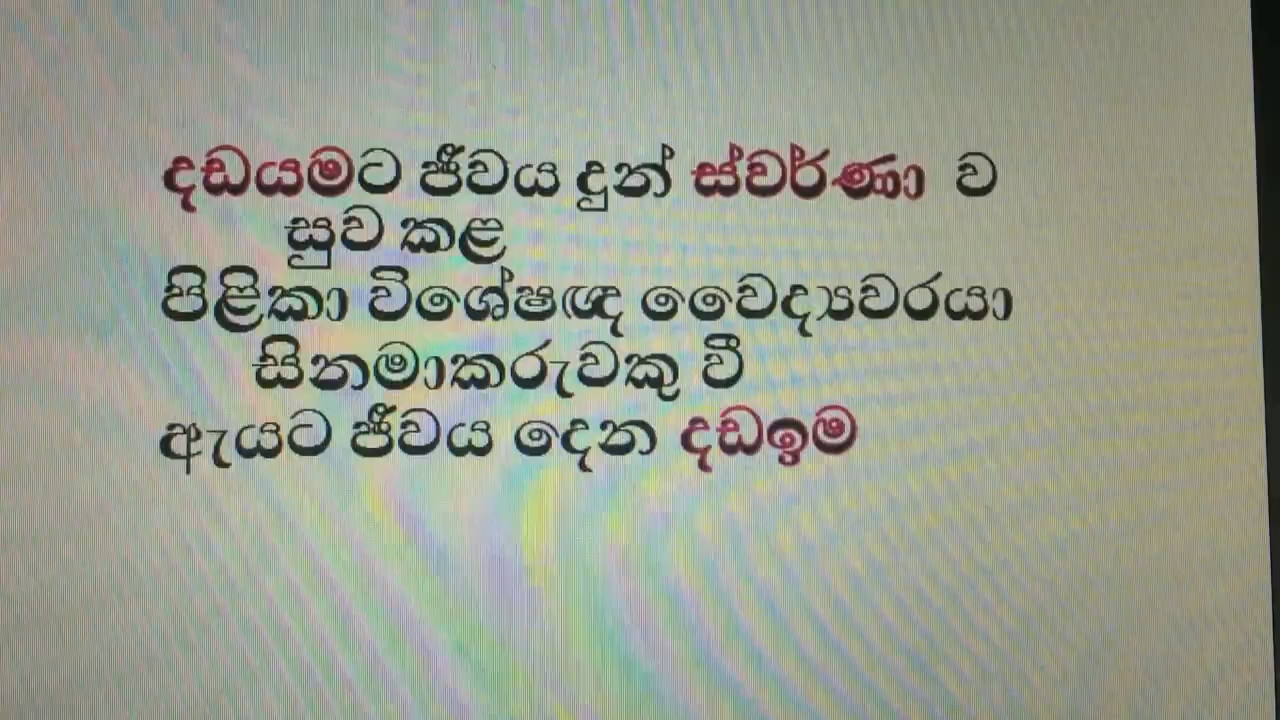 දඩයමට ජීවය දුන් ස්වර්ණා ව
සුව කළ
පිළිකා විශේෂඥ වෛද්‍යවරයා
සිනමාකරුවකු වී
ඇයට ජීවය දෙන දඩඉම